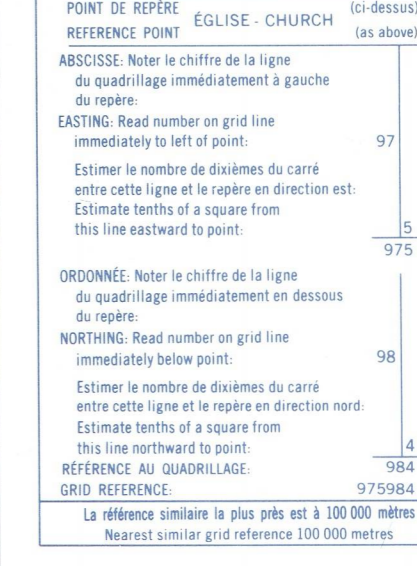 POINT DE REPÈRE ÉGLISE - CHURCH (ci-dessus)
REFERENCE POINT (as above)
ABSCISSE: Noter le chiffre de la ligne
du quadrillage immédiatement à gauche
du repère:
EASTING: Read number on grid line
immediately to left of point: 97
Estimer le nombre de dixièmes du carré
entre cette ligne et le repère en direction est:
Estimate tenths of a square from
this line eastward to point: 5
975
ORDONNÉE: Noter le chiffre de la ligne
du quadrillage immédiatement en dessous
du repère:
NORTHING: Read number on grid line
immediately below point: 98
Estimer le nombre de dixièmes du carré
entre cette ligne et le repère en direction nord:
Estimate tenths of a square from
this line northward to point: 4
RÉFÉRENCE AU QUADRILLAGE: 984
GRID REFERENCE: 975984
La référence similaire la plus près est à 100 000 mètres
Nearest similar grid reference 100 000 metres